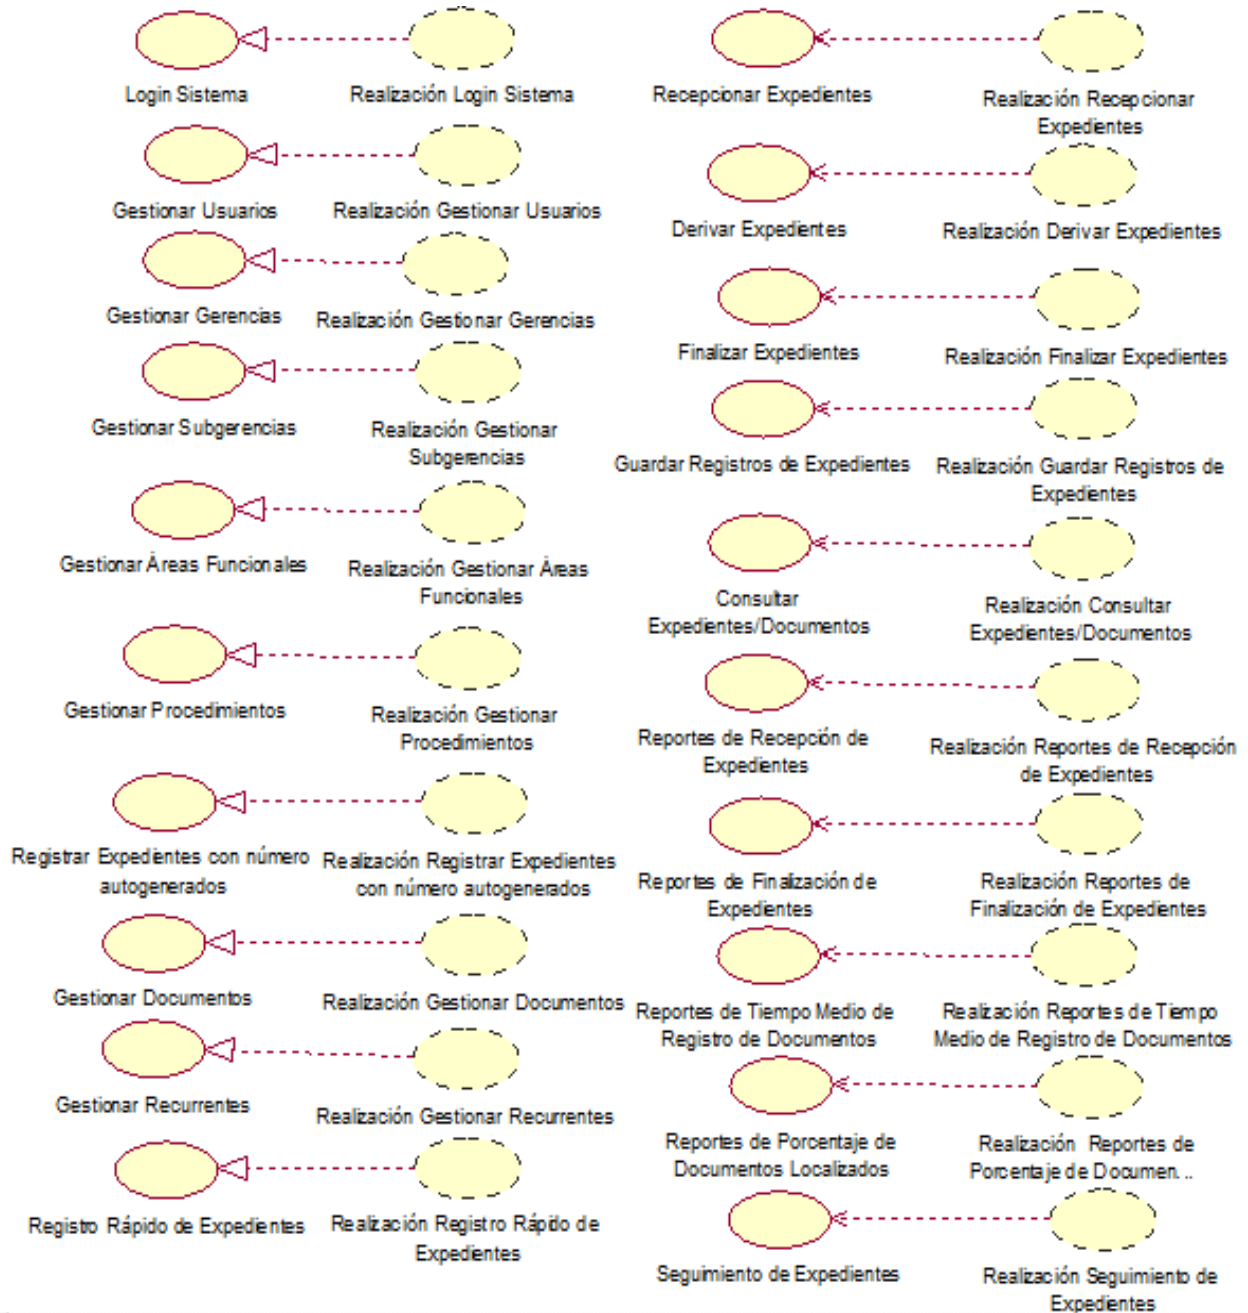 Login Sistema
Realización Login Sistema
Gestionar Usuarios
Realización Gestionar Usuarios
Gestionar Gerencias
Realización Gestionar Gerencias
Gestionar Subgerencias
Realización Gestionar
Subgerencias
Gestionar Áreas Funcionales
Realización Gestionar Áreas
Funcionales
Gestionar Procedimientos
Realización Gestionar
Procedimientos
Registrar Expedientes con número
autogenerados
Realización Registrar Expedientes
con número autogenerados
Gestionar Documentos
Realización Gestionar Documentos
Gestionar Recurrentes
Realización Gestionar Recurrentes
Registro Rápido de Expedientes
Realización Registro Rápido de
Expedientes
Recepcionar Expedientes
Realización Recepcionar
Expedientes
Derivar Expedientes
Realización Derivar Expedientes
Finalizar Expedientes
Realización Finalizar Expedientes
Guardar Registros de Expedientes
Realización Guardar Registros de
Expedientes
Consultar
Expedientes/Documentos
Realización Consultar
Expedientes/Documentos
Reportes de Recepción de
Expedientes
Realización Reportes de Recepción
de Expedientes
Reportes de Finalización de
Expedientes
Realización Reportes de
Finalización de Expedientes
Reportes de Tiempo Medio de
Registro de Documentos
Realización Reportes de Tiempo
Medio de Registro de Documentos
Reportes de Porcentaje de
Documentos Localizados
Realización Reportes de
Porcentaje de Documen...
Seguimiento de Expedientes
Realización Seguimiento de
Expedientes